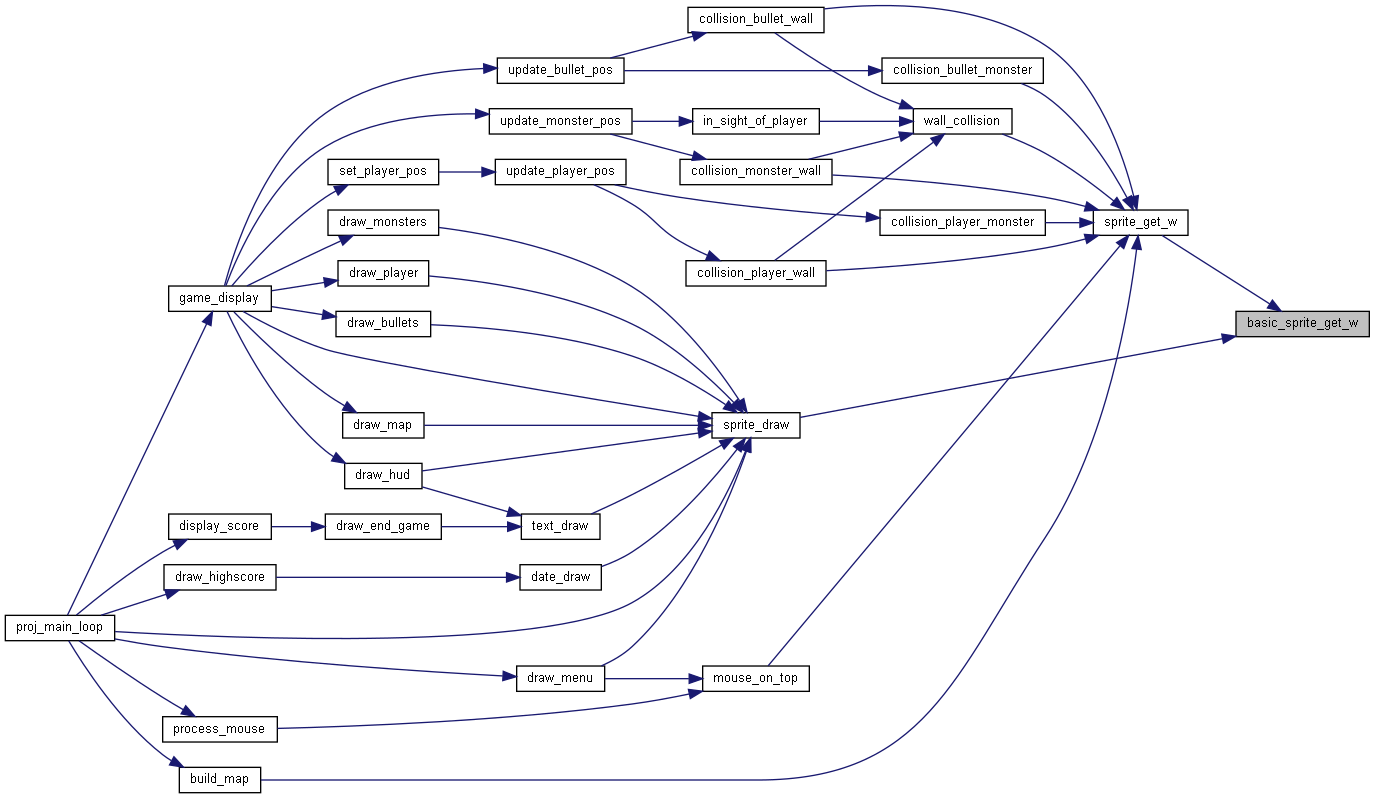 collision_bullet_wall
update_bullet_pos
collision_bullet_monster
update_monster_pos
in_sight_of_player
wall_collision
set_player_pos
update_player_pos
collision_monster_wall
draw_monsters
collision_player_monster
sprite_get_w
draw_player
collision_player_wall
game_display
draw_bullets
basic_sprite_get_w
draw_map
sprite_draw
draw_hud
display_score
draw_end_game
text_draw
draw_highscore
date_draw
proj_main_loop
draw_menu
mouse_on_top
process_mouse
build_map